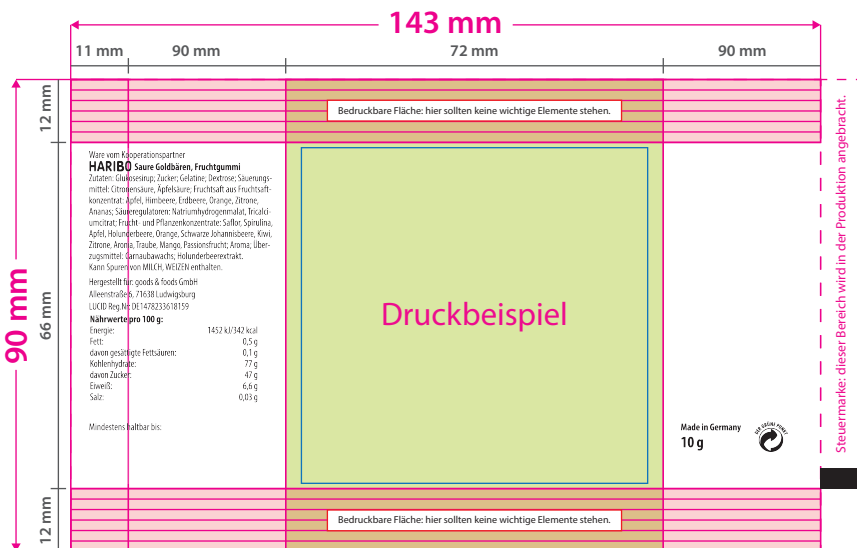 143 mm
11 mm
90 mm
72 mm
90 mm
12 mm
Bedruckbare Fläche: hier sollten keine wichtige Elemente stehen.
Ware vom Kooperationspartner
HARIBO Saure Goldbären, Fruchtgummi
Zutaten: Glukosesirup; Zucker; Gelatine; Dextrose; Säuerungs-
mittel: Citronensäure, Äpfelsäure; Fruchtsaft aus Fruchtsaft-
konzentrat: Apfel, Himbeere, Erdbeere, Orange, Zitrone,
Ananas; Säureregulatoren: Natriumhydrogenmalat, Tricalci-
umcitrat; Frucht- und Pflanzenkonzentrate: Saflor, Spirulina,
Apfel, Holunderbeere, Orange, Schwarze Johannisbeere, Kiwi,
Zitrone, Aronia, Traube, Mango, Passionsfrucht; Aroma; Über-
zugsmittel: Carnaubawachs; Holunderbeerextrakt.
Kann Spuren von MILCH, WEIZEN enthalten.
Hergestellt für: goods & foods GmbH
Alleenstraße 6, 71638 Ludwigsburg
LUCID Reg.Nr. DE1478233618159
Nährwerte pro 100 g:
Energie: 1452 kJ/342 kcal
Fett: 0,5 g
davon gesättigte Fettsäuren: 0,1 g
Kohlenhydrate: 77 g
davon Zucker: 47 g
Eiweiß: 6,6 g
Salz: 0,03 g
Mindestens haltbar bis:
90 mm
66 mm
Druckbeispiel
Made in Germany
10 g
DER GRÜNE PUNKT
Steuermarke: dieser Bereich wird in der Produktion angebracht.
12 mm
Bedruckbare Fläche: hier sollten keine wichtige Elemente stehen.